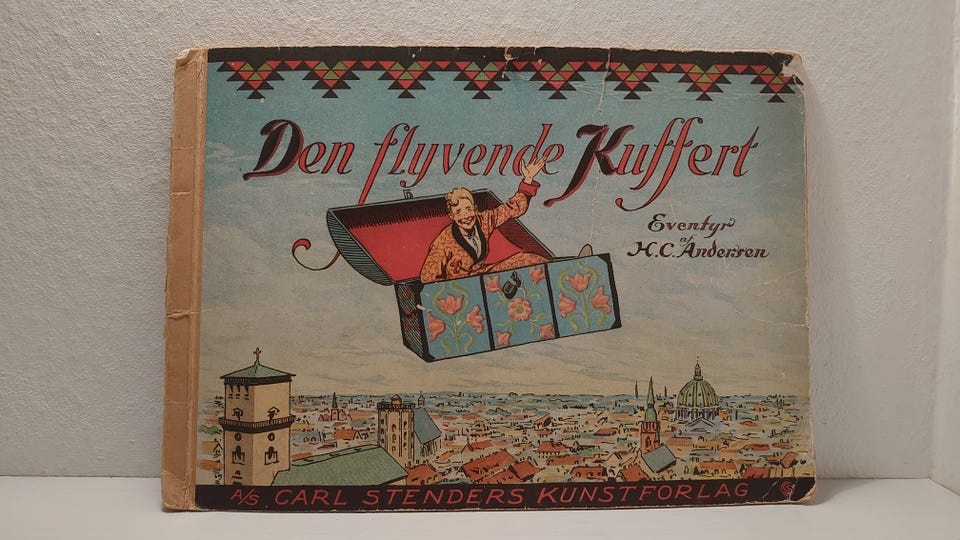 Den flyvende Kuffert
Eventyr
af
H.C. Andersen
A/S CARL STENDERS KUNSTFORLAG